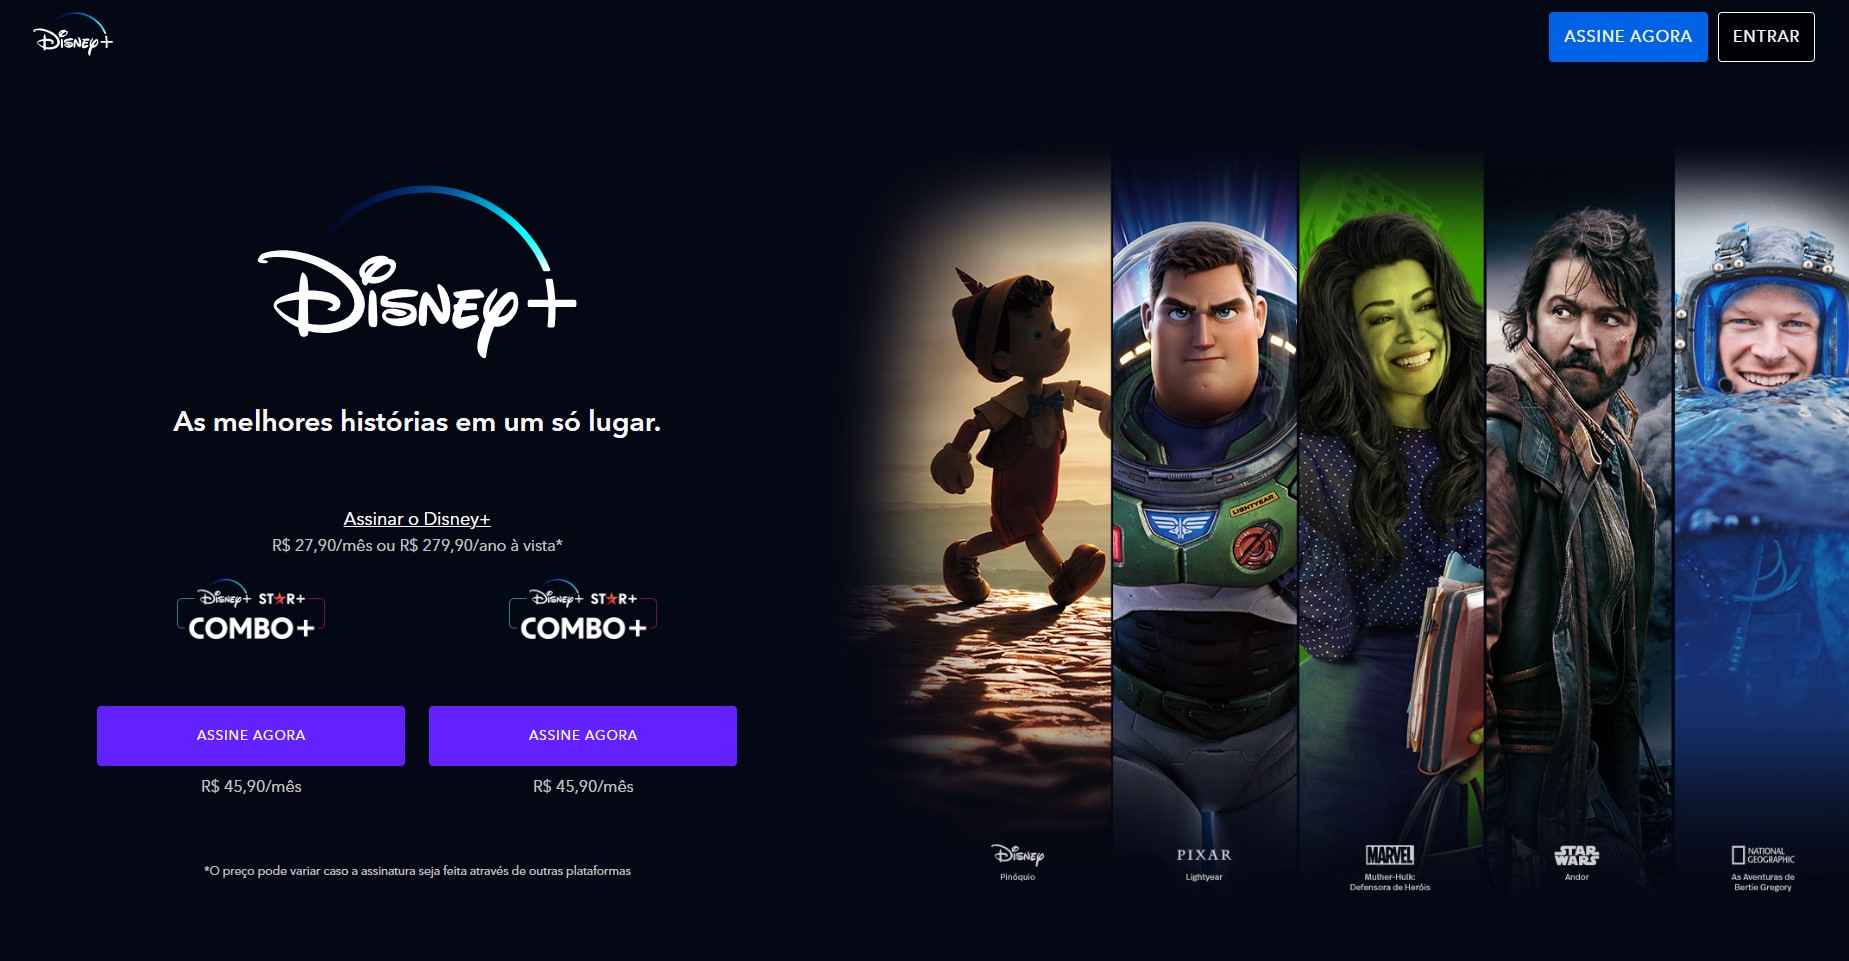 Disney+
ASSINE AGORA
ENTRAR
Disney+
As melhores histórias em um só lugar.
Assinar o Disney+
R$ 27,90/mês ou R$ 279,90/ano à vista*
Disney+ STAR+
COMBO+
ASSINE AGORA
R$ 45,90/mês
Disney+ STAR+
COMBO+
ASSINE AGORA
R$ 45,90/mês
*O preço pode variar caso a assinatura seja feita através de outras plataformas
LIGHTYEAR
Disney
Pinóquio
PIXAR
Lightyear
MARVEL
Mulher-Hulk:
Defensora de Heróis
STAR
WARS
Andor
NATIONAL
GEOGRAPHIC
As Aventuras de
Bertie Gregory